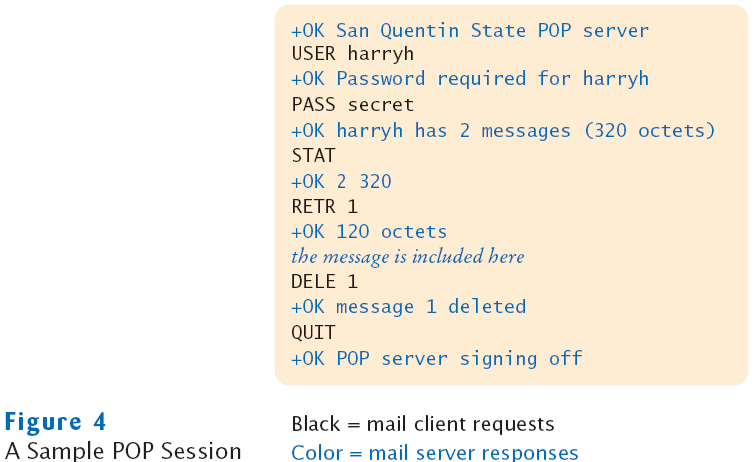 +OK San Quentin State POP server
USER harryh
+OK Password required for harryh
PASS secret
+OK harryh has 2 messages (320 octets)
STAT
+OK 2 320
RETR 1
+OK 120 octets
the message is included here
DELE 1
+OK message 1 deleted
QUIT
+OK POP server signing off
Figure 4
A Sample POP Session
Black = mail client requests
Color = mail server responses